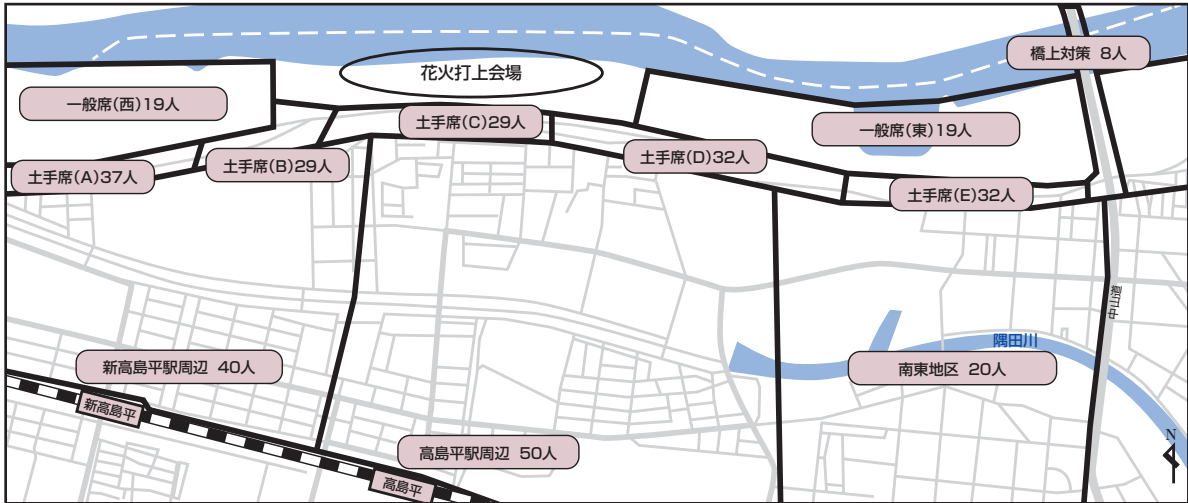 橋上対策 8人
花火打上会場
一般席(西)19人
土手席(C)29人
一般席(東)19人
土手席(A)37人
土手席(B)29人
土手席(D)32人
土手席(E)32人
中山道
隅田川
新高島平駅周辺 40人
南東地区 20人
新高島平
高島平駅周辺 50人
高島平
N